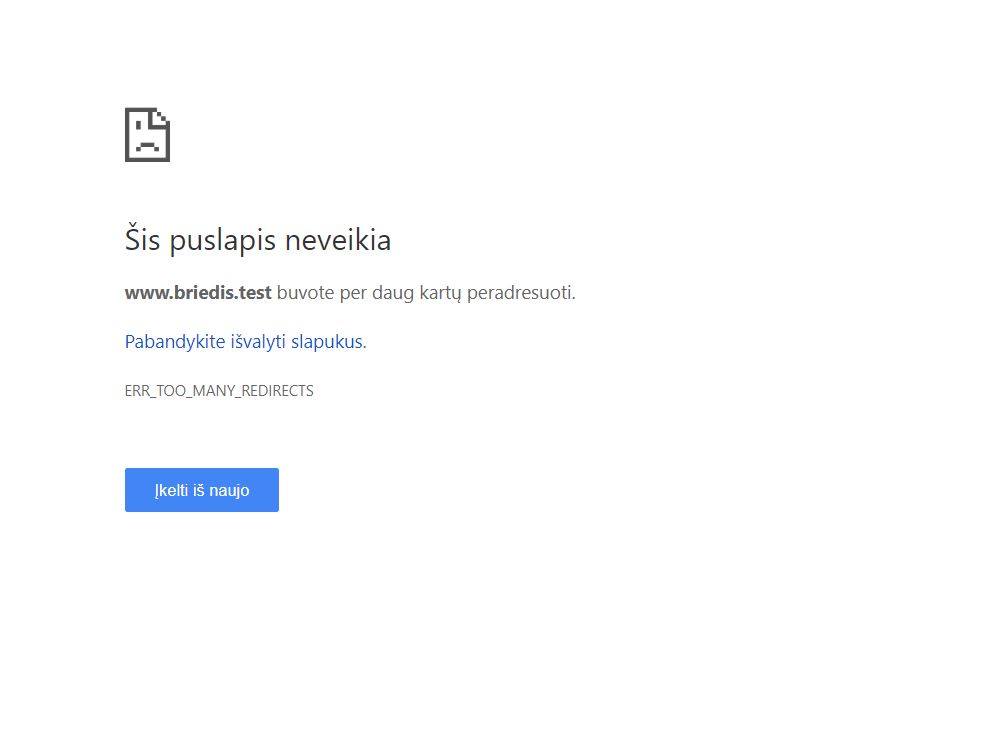 Šis puslapis neveikia
www.briedis.test buvote per daug kartų peradresuoti.
Pabandykite išvalyti slapukus.
ERR_TOO_MANY_REDIRECTS
Įkelti iš naujo